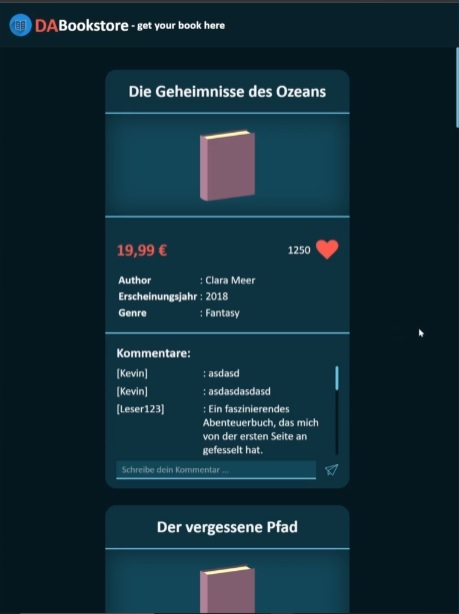 DABookstore - get your book here
Die Geheimnisse des Ozeans
19,99 € 1250
Author : Clara Meer
Erscheinungsjahr : 2018
Genre : Fantasy
Kommentare:
[Kevin] : asdasd
[Kevin] : asdasdasdasd
[Leser123] : Ein faszinierendes
Abenteuerbuch, das mich
von der ersten Seite an
gefesselt hat.
Schreibe dein Kommentar ...
Der vergessene Pfad